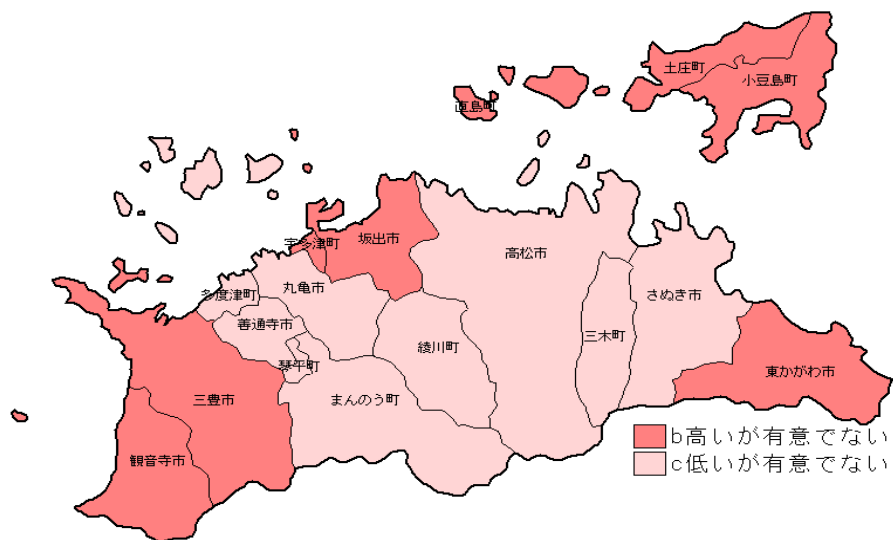 土庄町
小豆島町
直島町
宇多津町
坂出市
高松市
多度津町
丸亀市
さぬき市
善通寺市
三木町
綾川町
琴平町
東かがわ市
まんのう町
三豊市
観音寺市
b高いが有意でない
c低いが有意でない